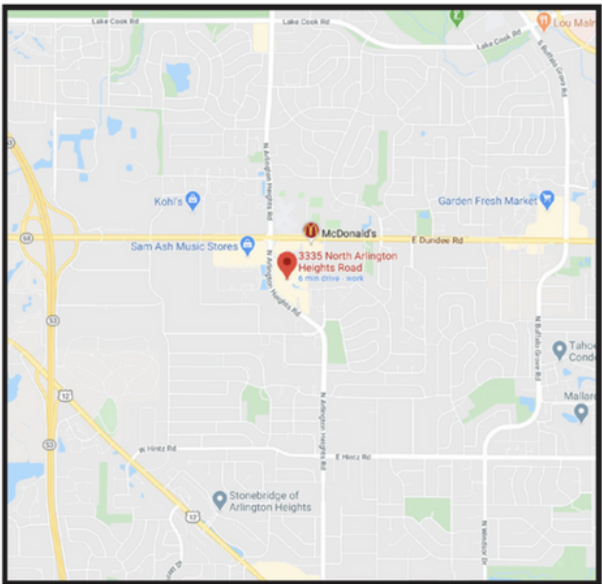 Lake Cook Rd
Lake Cook Rd
Lou Maln
Lake Cook Rd
S Buffalo Grove Rd
N Arlington Heights Rd
Kohl's
Garden Fresh Market
McDonald's
68
Sam Ash Music Stores
E Dundee Rd
3335 North Arlington
Heights Road
6 min drive - work
N Arlington Heights Rd
53
N Buffalo Grove Rd
Tahoe
Condo
12
Mallard
N Arlington Heights Rd
53
W Hintz Rd
E Hintz Rd
Stonebridge of
Arlington Heights
12
N Windsor Dr